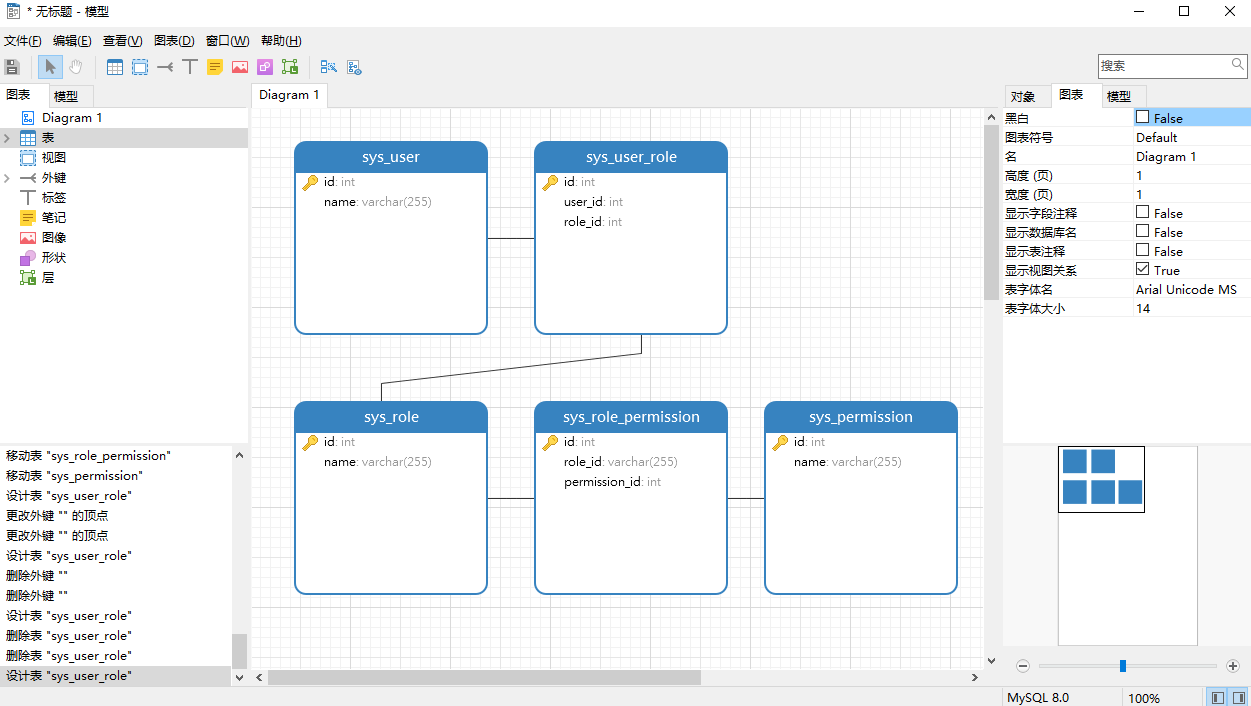 * 无标题 - 模型
文件(F) 编辑(E) 查看(V) 图表(D) 窗口(W) 帮助(H)
搜索
图表 模型
Diagram 1
表
视图
外键
标签
笔记
图像
形状
层
移动表 "sys_role_permission"
移动表 "sys_permission"
设计表 "sys_user_role"
更改外键 "" 的顶点
更改外键 "" 的顶点
设计表 "sys_user_role"
删除外键 ""
删除外键 ""
设计表 "sys_user_role"
删除表 "sys_user_role"
删除表 "sys_user_role"
设计表 "sys_user_role"
Diagram 1
sys_user
id: int
name: varchar(255)
sys_user_role
id: int
user_id: int
role_id: int
sys_role
id: int
name: varchar(255)
sys_role_permission
id: int
role_id: varchar(255)
permission_id: int
sys_permission
id: int
name: varchar(255)
对象 图表 模型
黑白 False
图表符号 Default
名 Diagram 1
高度 (页) 1
宽度 (页) 1
显示字段注释 False
显示数据库名 False
显示表注释 False
显示视图关系 True
表字体名 Arial Unicode MS
表字体大小 14
MySQL 8.0 100%